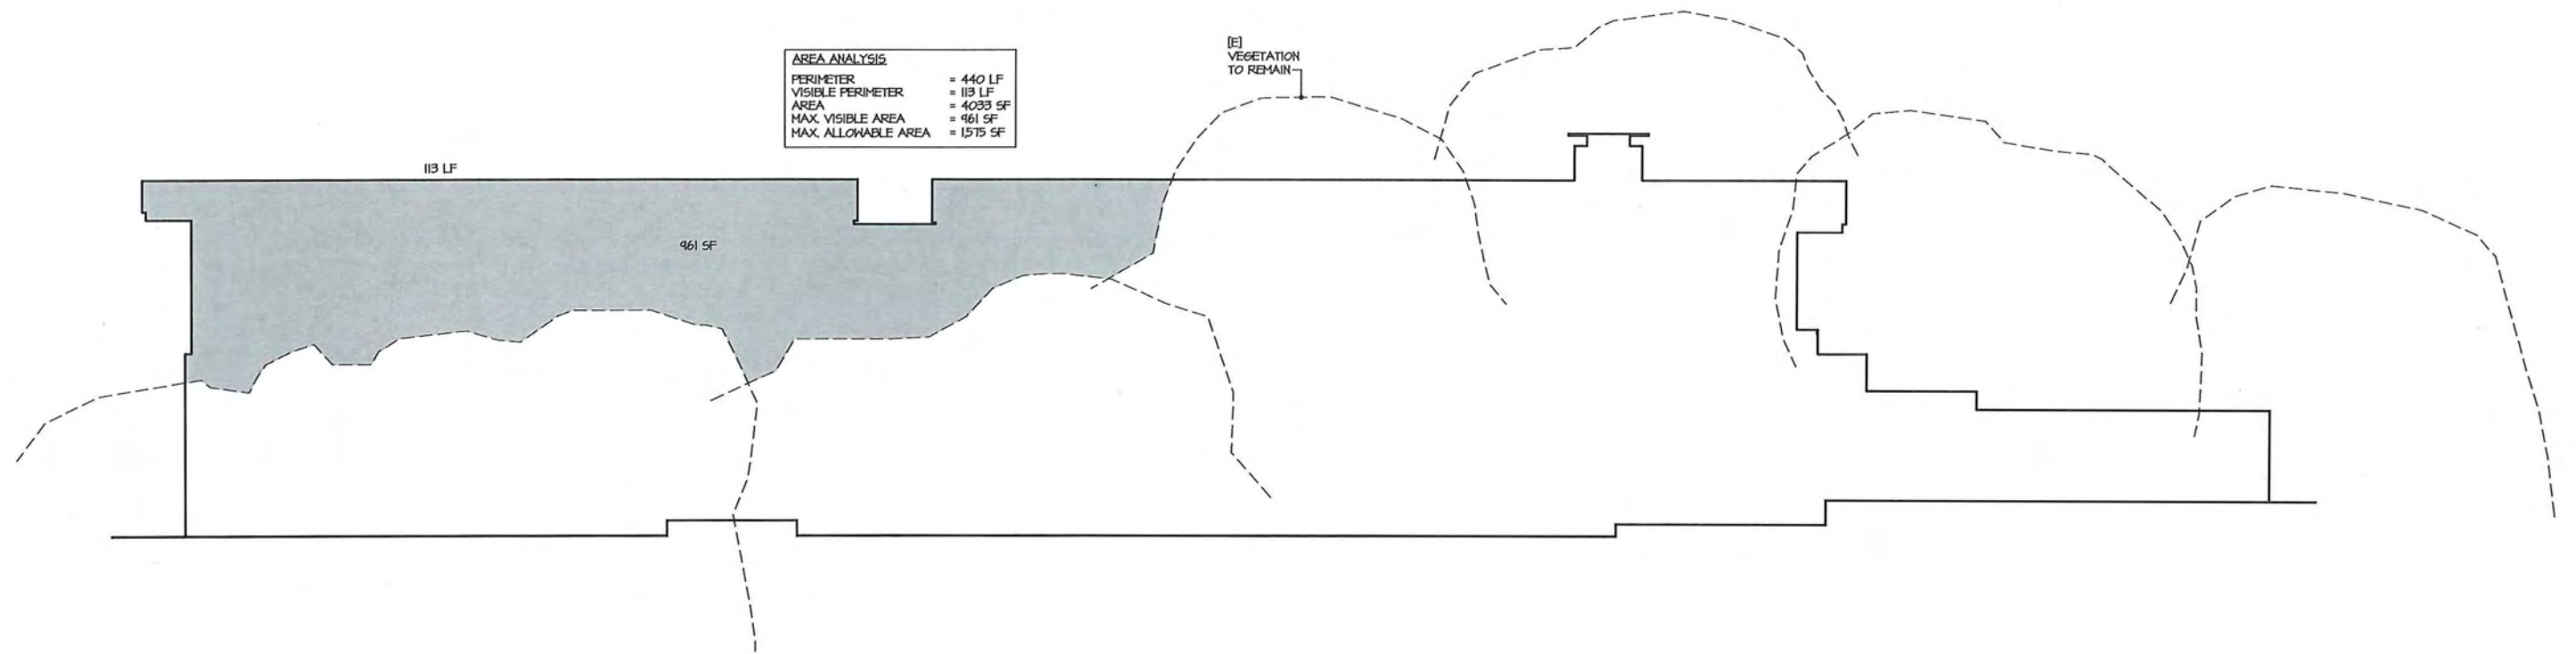 [E]
VEGETATION
TO REMAIN
AREA ANALYSIS
PERIMETER = 440 LF
VISIBLE PERIMETER = 113 LF
AREA = 4033 SF
MAX. VISIBLE AREA = 961 SF
MAX. ALLOWABLE AREA = 1,575 SF
113 LF
961 SF